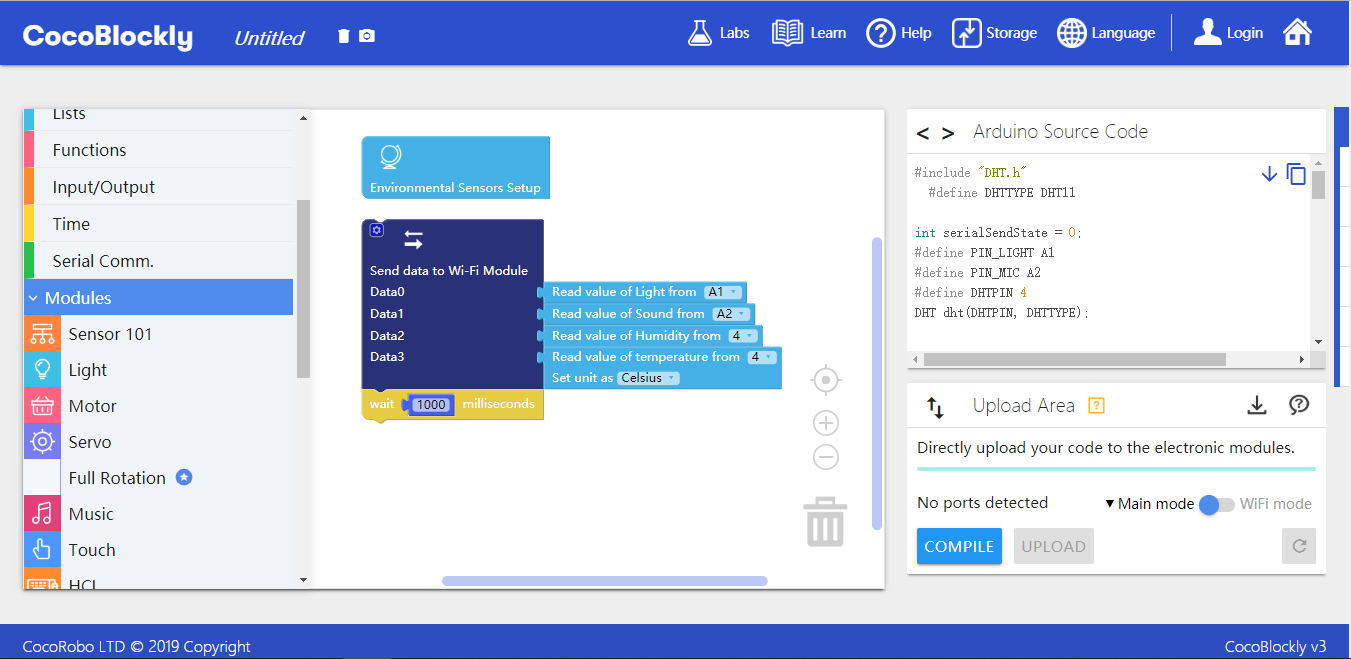 CocoBlockly
Untitled
Labs
Learn
Help
Storage
Language
Login
Lists
Functions
Input/Output
Time
Serial Comm.
Modules
Sensor 101
Light
Motor
Servo
Full Rotation
Music
Touch
HCI
Environmental Sensors Setup
Send data to Wi-Fi Module
Data0 Read value of Light from A1
Data1 Read value of Sound from A2
Data2 Read value of Humidity from 4
Data3 Read value of temperature from 4
Set unit as Celsius
wait 1000 milliseconds
< > Arduino Source Code
#include "DHT.h"
#define DHTTYPE DHT11
int serialSendState = 0;
#define PIN_LIGHT A1
#define PIN_MIC A2
#define DHTPIN 4
DHT dht(DHTPIN, DHTTYPE);
Upload Area ?
Directly upload your code to the electronic modules.
No ports detected
Main mode WiFi mode
COMPILE UPLOAD
CocoRobo LTD © 2019 Copyright
CocoBlockly v3